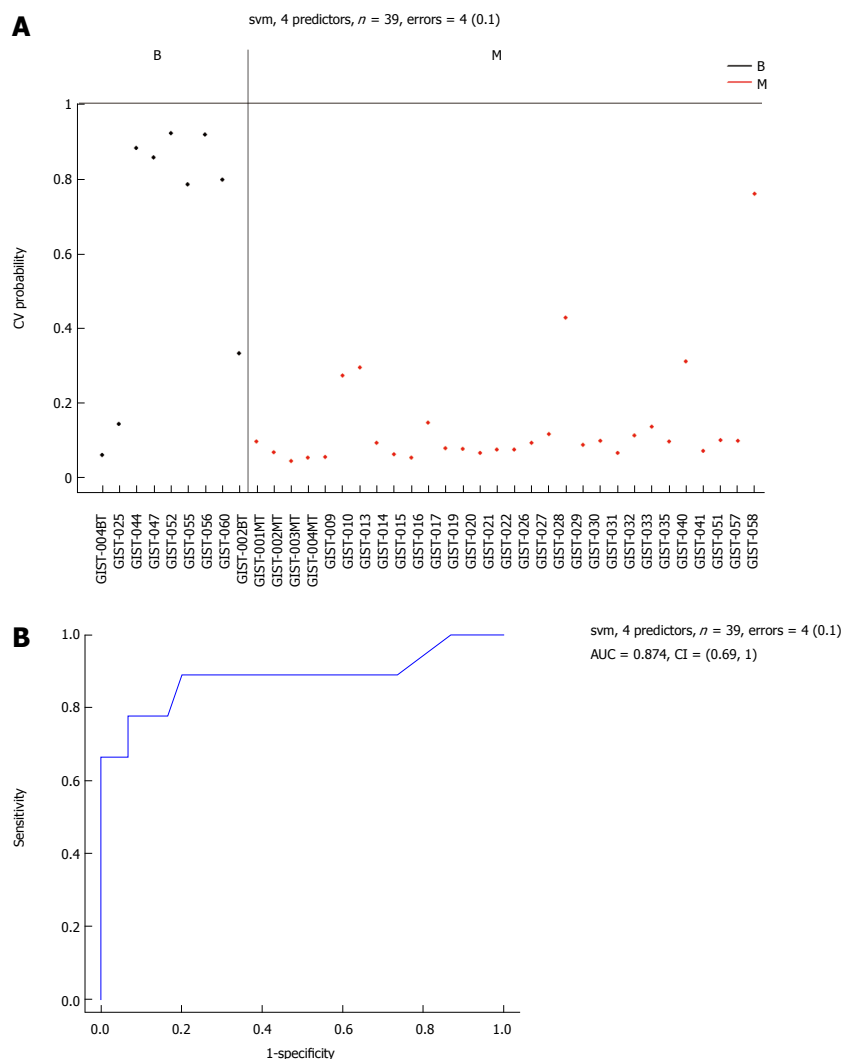 A
svm, 4 predictors, n = 39, errors = 4 (0.1)
B
M
B
M
1
0.8
0.6
0.4
0.2
0
CV probability
GIST-004BT
GIST-025
GIST-044
GIST-047
GIST-052
GIST-055
GIST-056
GIST-060
GIST-002BT
GIST-001MT
GIST-002MT
GIST-003MT
GIST-004MT
GIST-009
GIST-010
GIST-013
GIST-014
GIST-015
GIST-016
GIST-017
GIST-019
GIST-020
GIST-021
GIST-022
GIST-026
GIST-027
GIST-028
GIST-029
GIST-030
GIST-031
GIST-032
GIST-033
GIST-035
GIST-040
GIST-041
GIST-051
GIST-057
GIST-058
B
svm, 4 predictors, n = 39, errors = 4 (0.1)
AUC = 0.874, CI = (0.69, 1)
1.0
0.8
0.6
0.4
0.2
0.0
Sensitivity
0.0 0.2 0.4 0.6 0.8 1.0
1-specificity